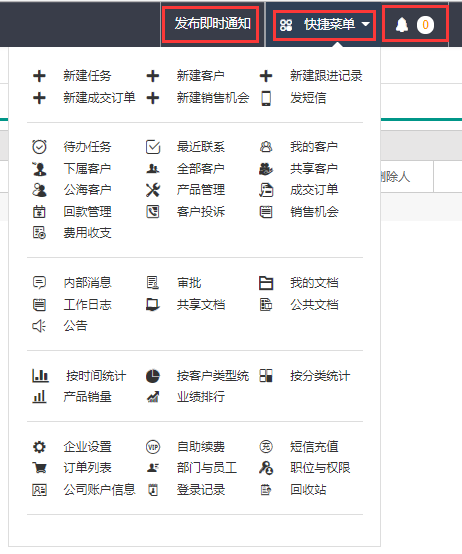 发布即时通知 快捷菜单 0
新建任务 新建客户 新建跟进记录
新建成交订单 新建销售机会 发短信
待办任务 最近联系 我的客户
下属客户 全部客户 共享客户
删除人
公海客户 产品管理 成交订单
回款管理 客户投诉 销售机会
费用收支
内部消息 审批 我的文档
工作日志 共享文档 公共文档
公告
按时间统计 按客户类型统 按分类统计
产品销量 业绩排行
企业设置 VIP 自助续费 充 短信充值
订单列表 部门与员工 职位与权限
公司账户信息 登录记录 回收站